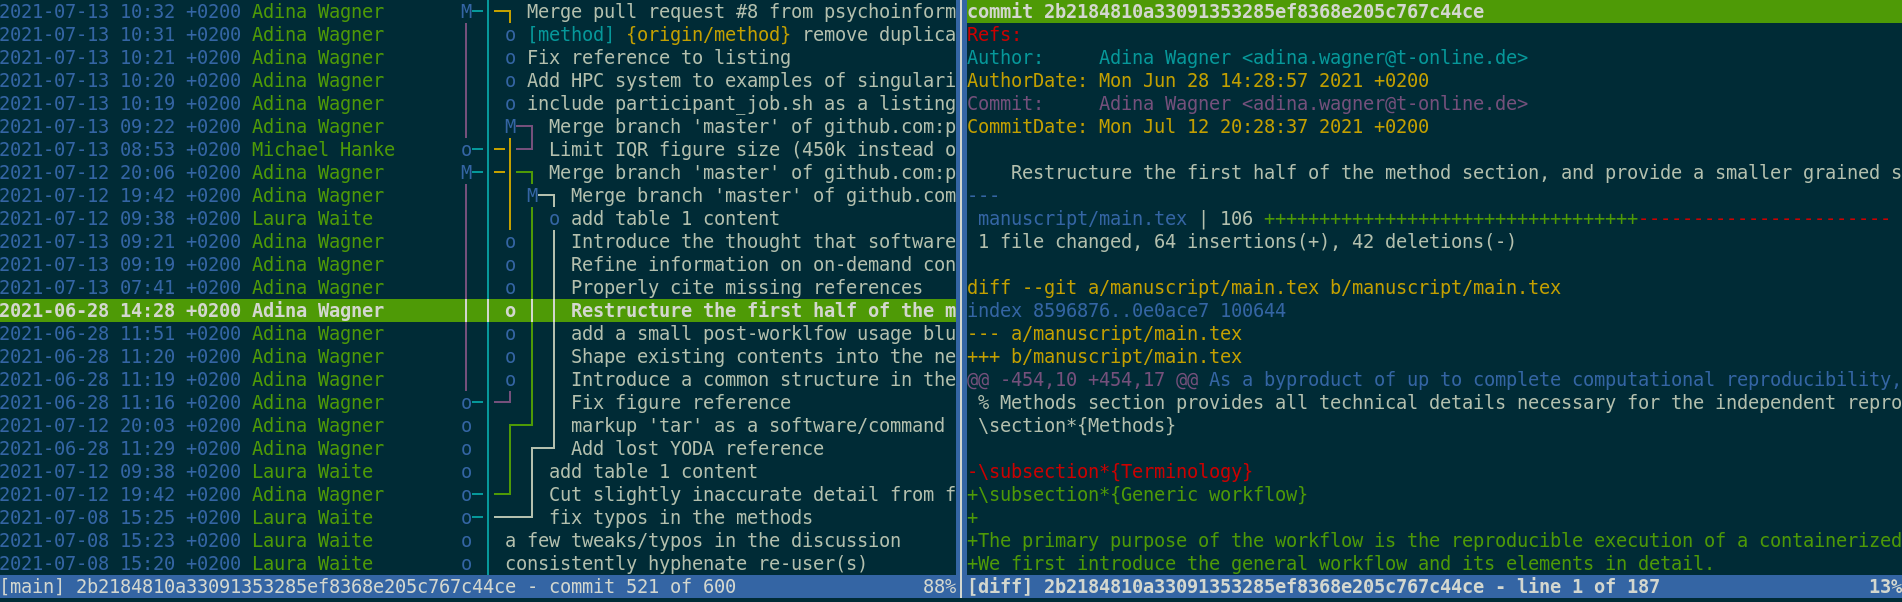 2021-07-13 10:32 +0200 Adina Wagner M Merge pull request #8 from psychoinform
2021-07-13 10:31 +0200 Adina Wagner o [method] {origin/method} remove duplica
2021-07-13 10:21 +0200 Adina Wagner o Fix reference to listing
2021-07-13 10:20 +0200 Adina Wagner o Add HPC system to examples of singulari
2021-07-13 10:19 +0200 Adina Wagner o include participant_job.sh as a listing
2021-07-13 09:22 +0200 Adina Wagner M Merge branch 'master' of github.com:p
2021-07-13 08:53 +0200 Michael Hanke o Limit IQR figure size (450k instead o
2021-07-12 20:06 +0200 Adina Wagner M Merge branch 'master' of github.com:p
2021-07-12 19:42 +0200 Adina Wagner M Merge branch 'master' of github.com
2021-07-12 09:38 +0200 Laura Waite o add table 1 content
2021-07-13 09:21 +0200 Adina Wagner o Introduce the thought that software
2021-07-13 09:19 +0200 Adina Wagner o Refine information on on-demand con
2021-07-13 07:41 +0200 Adina Wagner o Properly cite missing references
2021-06-28 14:28 +0200 Adina Wagner o Restructure the first half of the m
2021-06-28 11:51 +0200 Adina Wagner o add a small post-worklfow usage blu
2021-06-28 11:20 +0200 Adina Wagner o Shape existing contents into the ne
2021-06-28 11:19 +0200 Adina Wagner o Introduce a common structure in the
2021-06-28 11:16 +0200 Adina Wagner o Fix figure reference
2021-07-12 20:03 +0200 Adina Wagner o markup 'tar' as a software/command
2021-06-28 11:29 +0200 Adina Wagner o Add lost YODA reference
2021-07-12 09:38 +0200 Laura Waite o add table 1 content
2021-07-12 19:42 +0200 Adina Wagner o Cut slightly inaccurate detail from f
2021-07-08 15:25 +0200 Laura Waite o fix typos in the methods
2021-07-08 15:23 +0200 Laura Waite o a few tweaks/typos in the discussion
2021-07-08 15:20 +0200 Laura Waite o consistently hyphenate re-user(s)
[main] 2b2184810a33091353285ef8368e205c767c44ce - commit 521 of 600 88%
commit 2b2184810a33091353285ef8368e205c767c44ce
Refs:
Author: Adina Wagner <adina.wagner@t-online.de>
AuthorDate: Mon Jun 28 14:28:57 2021 +0200
Commit: Adina Wagner <adina.wagner@t-online.de>
CommitDate: Mon Jul 12 20:28:37 2021 +0200
Restructure the first half of the method section, and provide a smaller grained s
---
manuscript/main.tex | 106 ++++++++++++++++++++++++++++++++++-----------------------
1 file changed, 64 insertions(+), 42 deletions(-)
diff --git a/manuscript/main.tex b/manuscript/main.tex
index 8596876..0e0ace7 100644
--- a/manuscript/main.tex
+++ b/manuscript/main.tex
@@ -454,10 +454,17 @@ As a byproduct of up to complete computational reproducibility,
% Methods section provides all technical details necessary for the independent repro
\section*{Methods}
-\subsection*{Terminology}
+\subsection*{Generic workflow}
+
+The primary purpose of the workflow is the reproducible execution of a containerized
+We first introduce the general workflow and its elements in detail.
[diff] 2b2184810a33091353285ef8368e205c767c44ce - line 1 of 187 13%